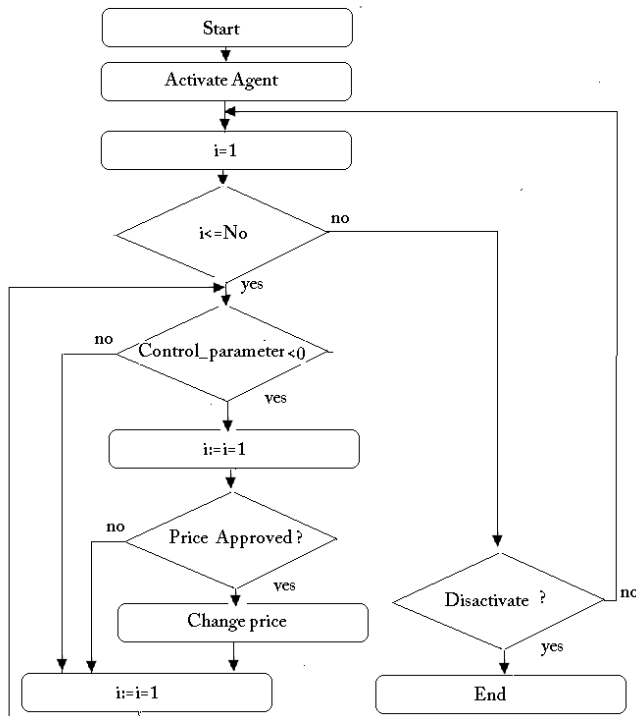 Start
Activate Agent
i=1
i<=No
no
yes
Control_parameter<0
no
yes
i:=i=1
Price Approved ?
no
yes
Change price
i:=i=1
Disactivate ?
no
yes
End